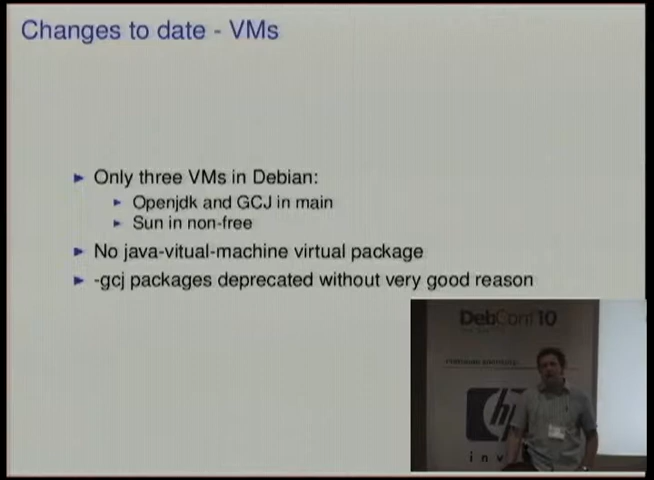 Changes to date - VMs
Only three VMs in Debian:
Openjdk and GCJ in main
Sun in non-free
No java-vitual-machine virtual package
-gcj packages deprecated without very good reason
DebConf10
hp
i n v